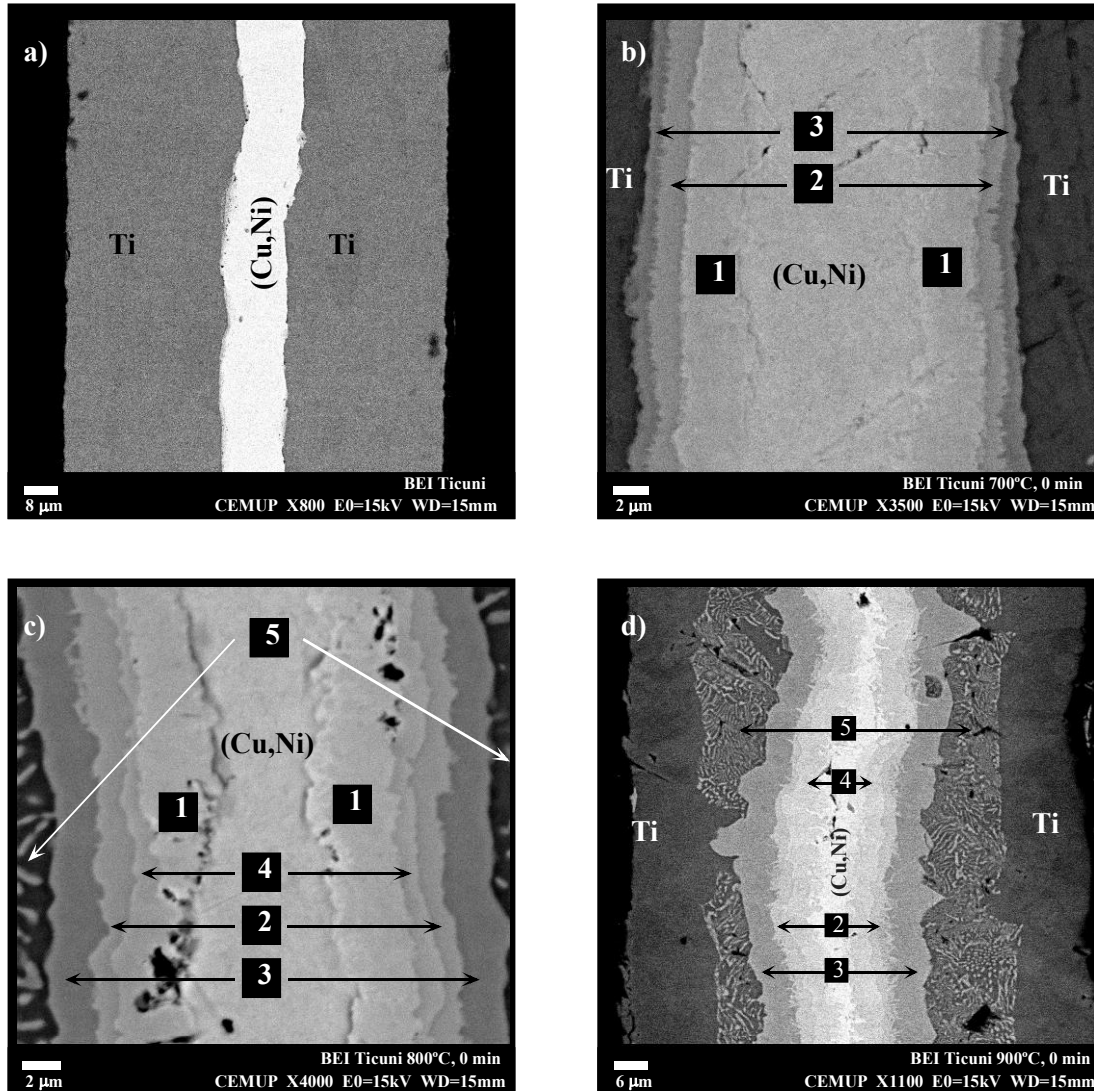 a)
Ti
(Cu,Ni)
Ti
8 µm
BEI Ticuni
CEMUP X800 E0=15kV WD=15mm
b)
3
Ti
2
Ti
1
(Cu,Ni)
1
2 µm
BEI Ticuni 700ºC, 0 min
CEMUP X3500 E0=15kV WD=15mm
c)
5
(Cu,Ni)
1
1
4
2
3
2 µm
BEI Ticuni 800ºC, 0 min
CEMUP X4000 E0=15kV WD=15mm
d)
5
4
Ti
(Cu,Ni)
Ti
2
3
6 µm
BEI Ticuni 900ºC, 0 min
CEMUP X1100 E0=15kV WD=15mm